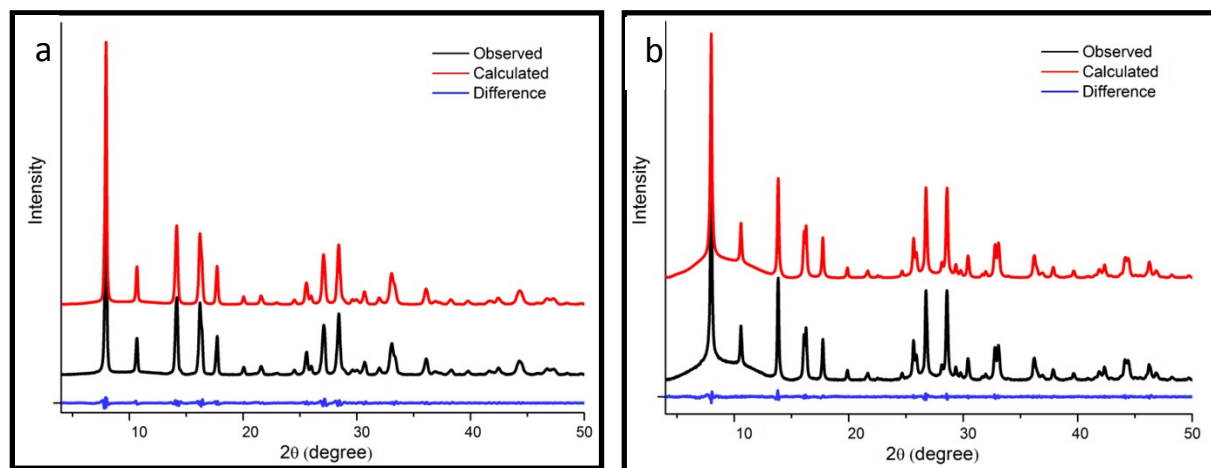 a
Observed
Calculated
Difference
Intensity
10
20
30
40
50
2θ (degree)
b
Observed
Calculated
Difference
Intensity
10
20
30
40
50
2θ (degree)